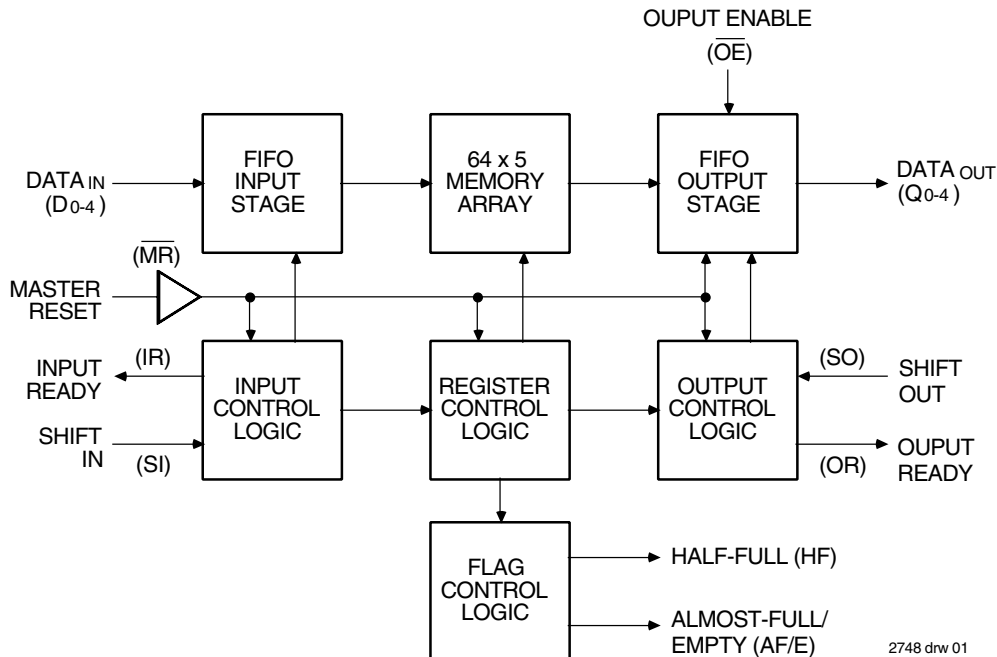 OUPUT ENABLE
(OE)
FIFO
INPUT
STAGE
64 x 5
MEMORY
ARRAY
FIFO
OUTPUT
STAGE
DATA IN
(D0-4)
DATA OUT
(Q0-4)
(MR)
MASTER
RESET
INPUT
READY
(IR)
SHIFT
IN
(SI)
INPUT
CONTROL
LOGIC
REGISTER
CONTROL
LOGIC
OUTPUT
CONTROL
LOGIC
(SO)
SHIFT
OUT
(OR)
OUPUT
READY
FLAG
CONTROL
LOGIC
HALF-FULL (HF)
ALMOST-FULL/
EMPTY (AF/E)
2748 drw 01